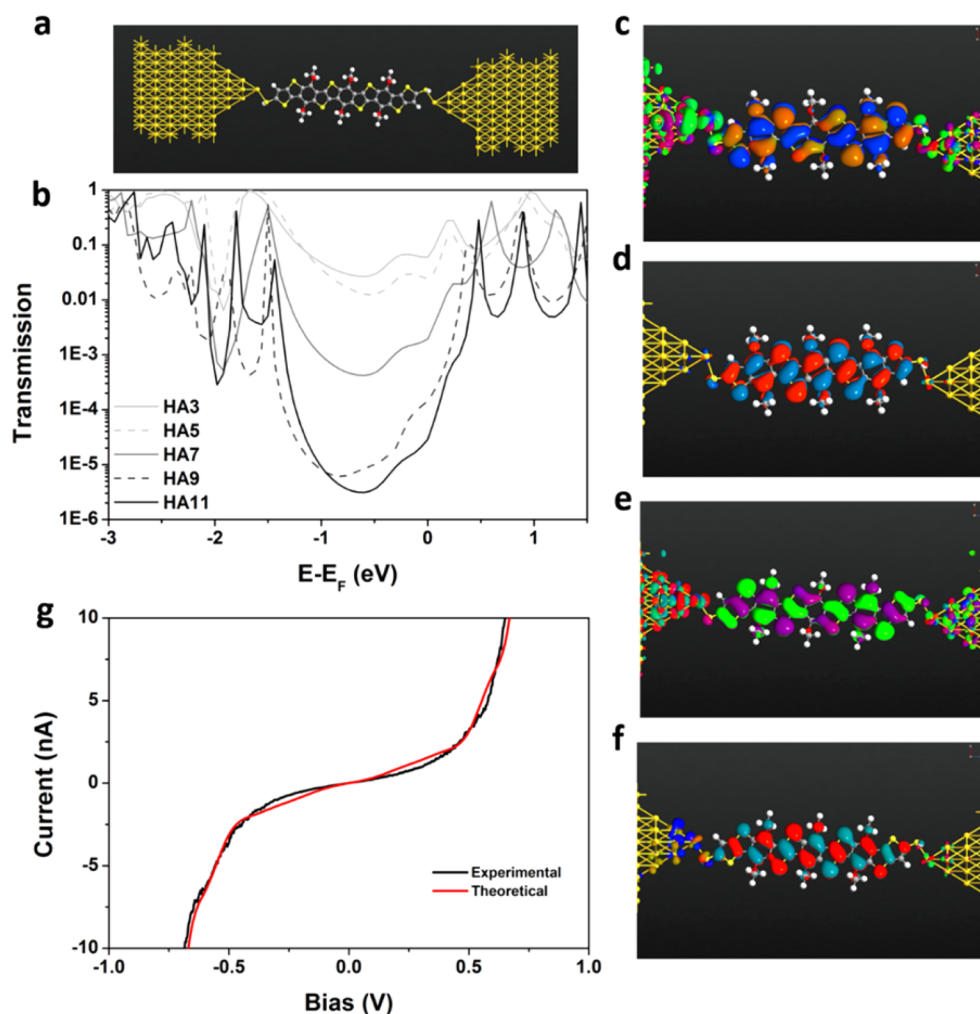 a
b
1
0.1
0.01
1E-3
1E-4
1E-5
1E-6
Transmission
HA3
HA5
HA7
HA9
HA11
-3
-2
-1
0
1
E-E_F (eV)
g
10
5
0
-5
-10
Current (nA)
Experimental
Theoretical
-1.0
-0.5
0.0
0.5
1.0
Bias (V)
c
d
e
f